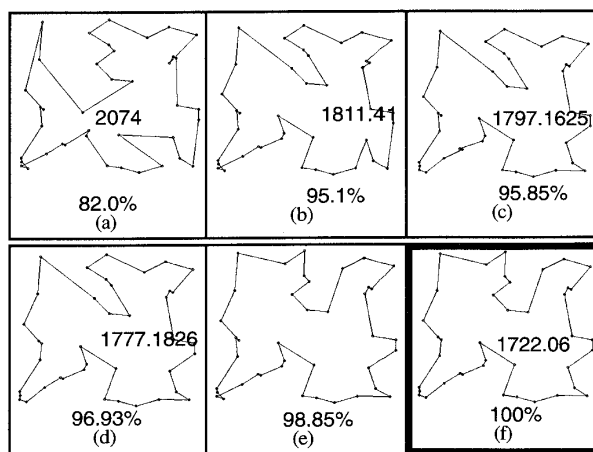 2074
82.0%
(a)
1811.41
95.1%
(b)
1797.1625
95.85%
(c)
1777.1826
96.93%
(d)
98.85%
(e)
1722.06
100%
(f)